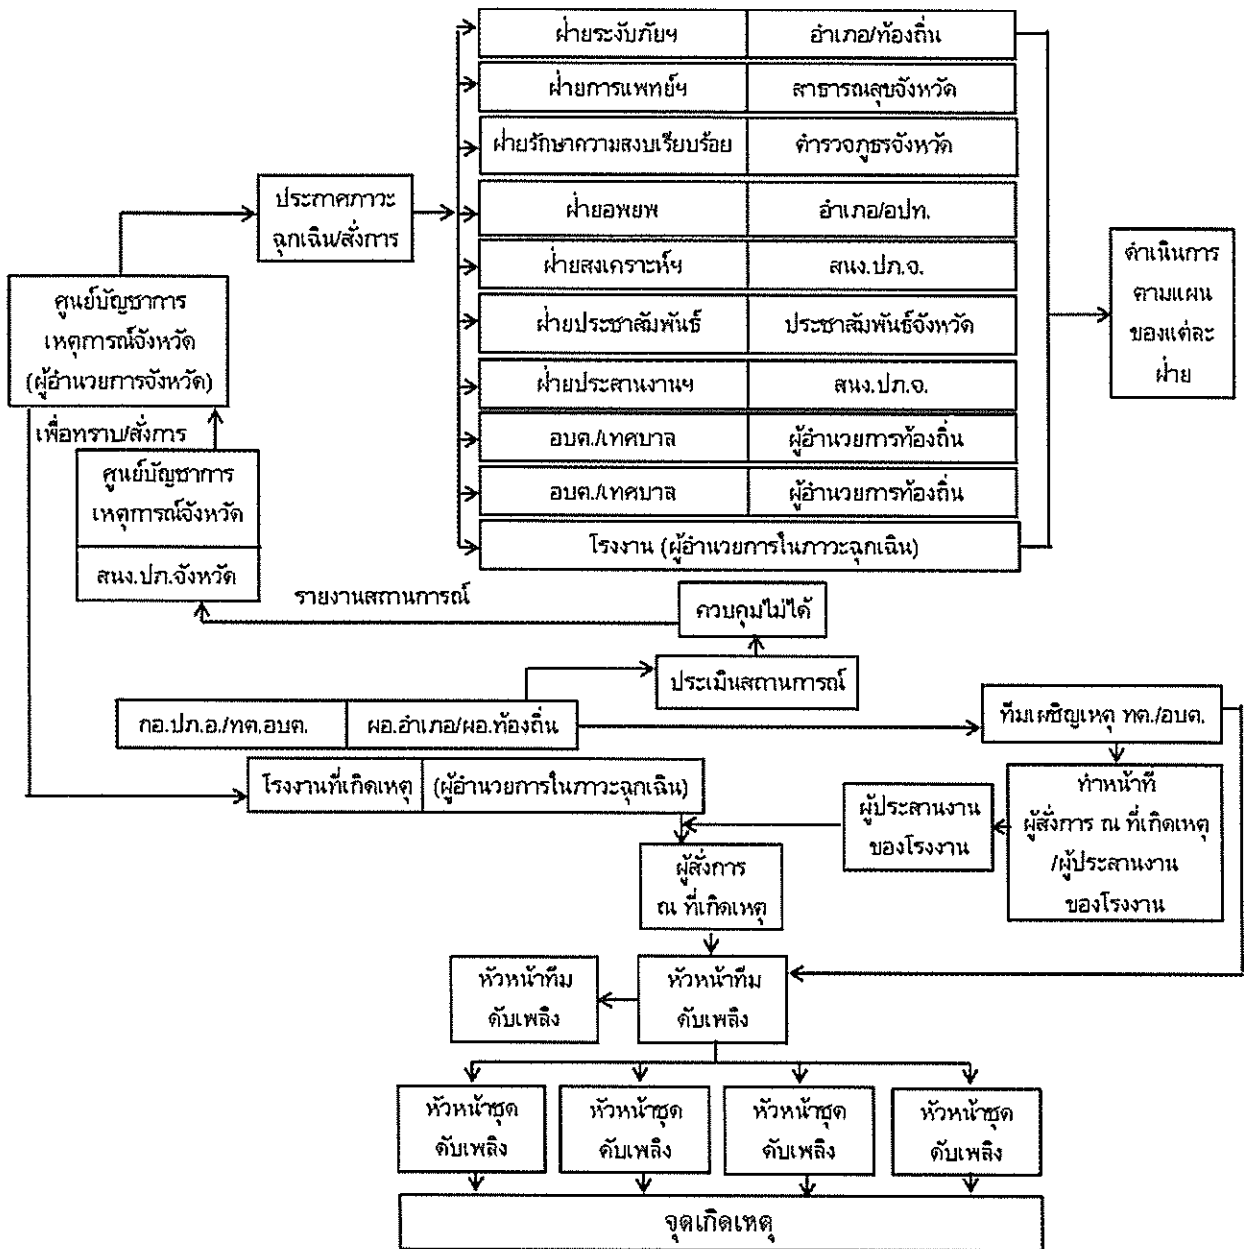 ฝ่ายระงับภัยฯ อำเภอ/ท้องถิ่น
ฝ่ายการแพทย์ฯ สาธารณสุขจังหวัด
ฝ่ายรักษาความสงบเรียบร้อย ตำรวจภูธรจังหวัด
ฝ่ายอพยพ อำเภอ/อปท.
ฝ่ายสงเคราะห์ฯ สนง.ปภ.จ.
ฝ่ายประชาสัมพันธ์ ประชาสัมพันธ์จังหวัด
ฝ่ายประสานงานฯ สนง.ปภ.จ.
อบต./เทศบาล ผู้อำนวยการท้องถิ่น
อบต./เทศบาล ผู้อำนวยการท้องถิ่น
โรงงาน (ผู้อำนวยการในภาวะฉุกเฉิน)
ประกาศภาวะ
ฉุกเฉิน/สั่งการ
ดำเนินการ
ตามแผน
ของแต่ละ
ฝ่าย
ศูนย์บัญชาการ
เหตุการณ์จังหวัด
(ผู้อำนวยการจังหวัด)
เพื่อทราบ/สั่งการ
ศูนย์บัญชาการ
เหตุการณ์จังหวัด
สนง.ปภ.จังหวัด
รายงานสถานการณ์
ควบคุมไม่ได้
ประเมินสถานการณ์
กอ.ปภ.อ./ทต.อบต. ผอ.อำเภอ/ผอ.ท้องถิ่น
ทีมเผชิญเหตุ ทต./อบต.
โรงงานที่เกิดเหตุ (ผู้อำนวยการในภาวะฉุกเฉิน)
ทำหน้าที่
ผู้สั่งการ ณ ที่เกิดเหตุ
/ผู้ประสานงาน
ของโรงงาน
ผู้ประสานงาน
ของโรงงาน
ผู้สั่งการ
ณ ที่เกิดเหตุ
หัวหน้าทีม
ดับเพลิง
หัวหน้าทีม
ดับเพลิง
หัวหน้าชุด
ดับเพลิง
หัวหน้าชุด
ดับเพลิง
หัวหน้าชุด
ดับเพลิง
หัวหน้าชุด
ดับเพลิง
จุดเกิดเหตุ